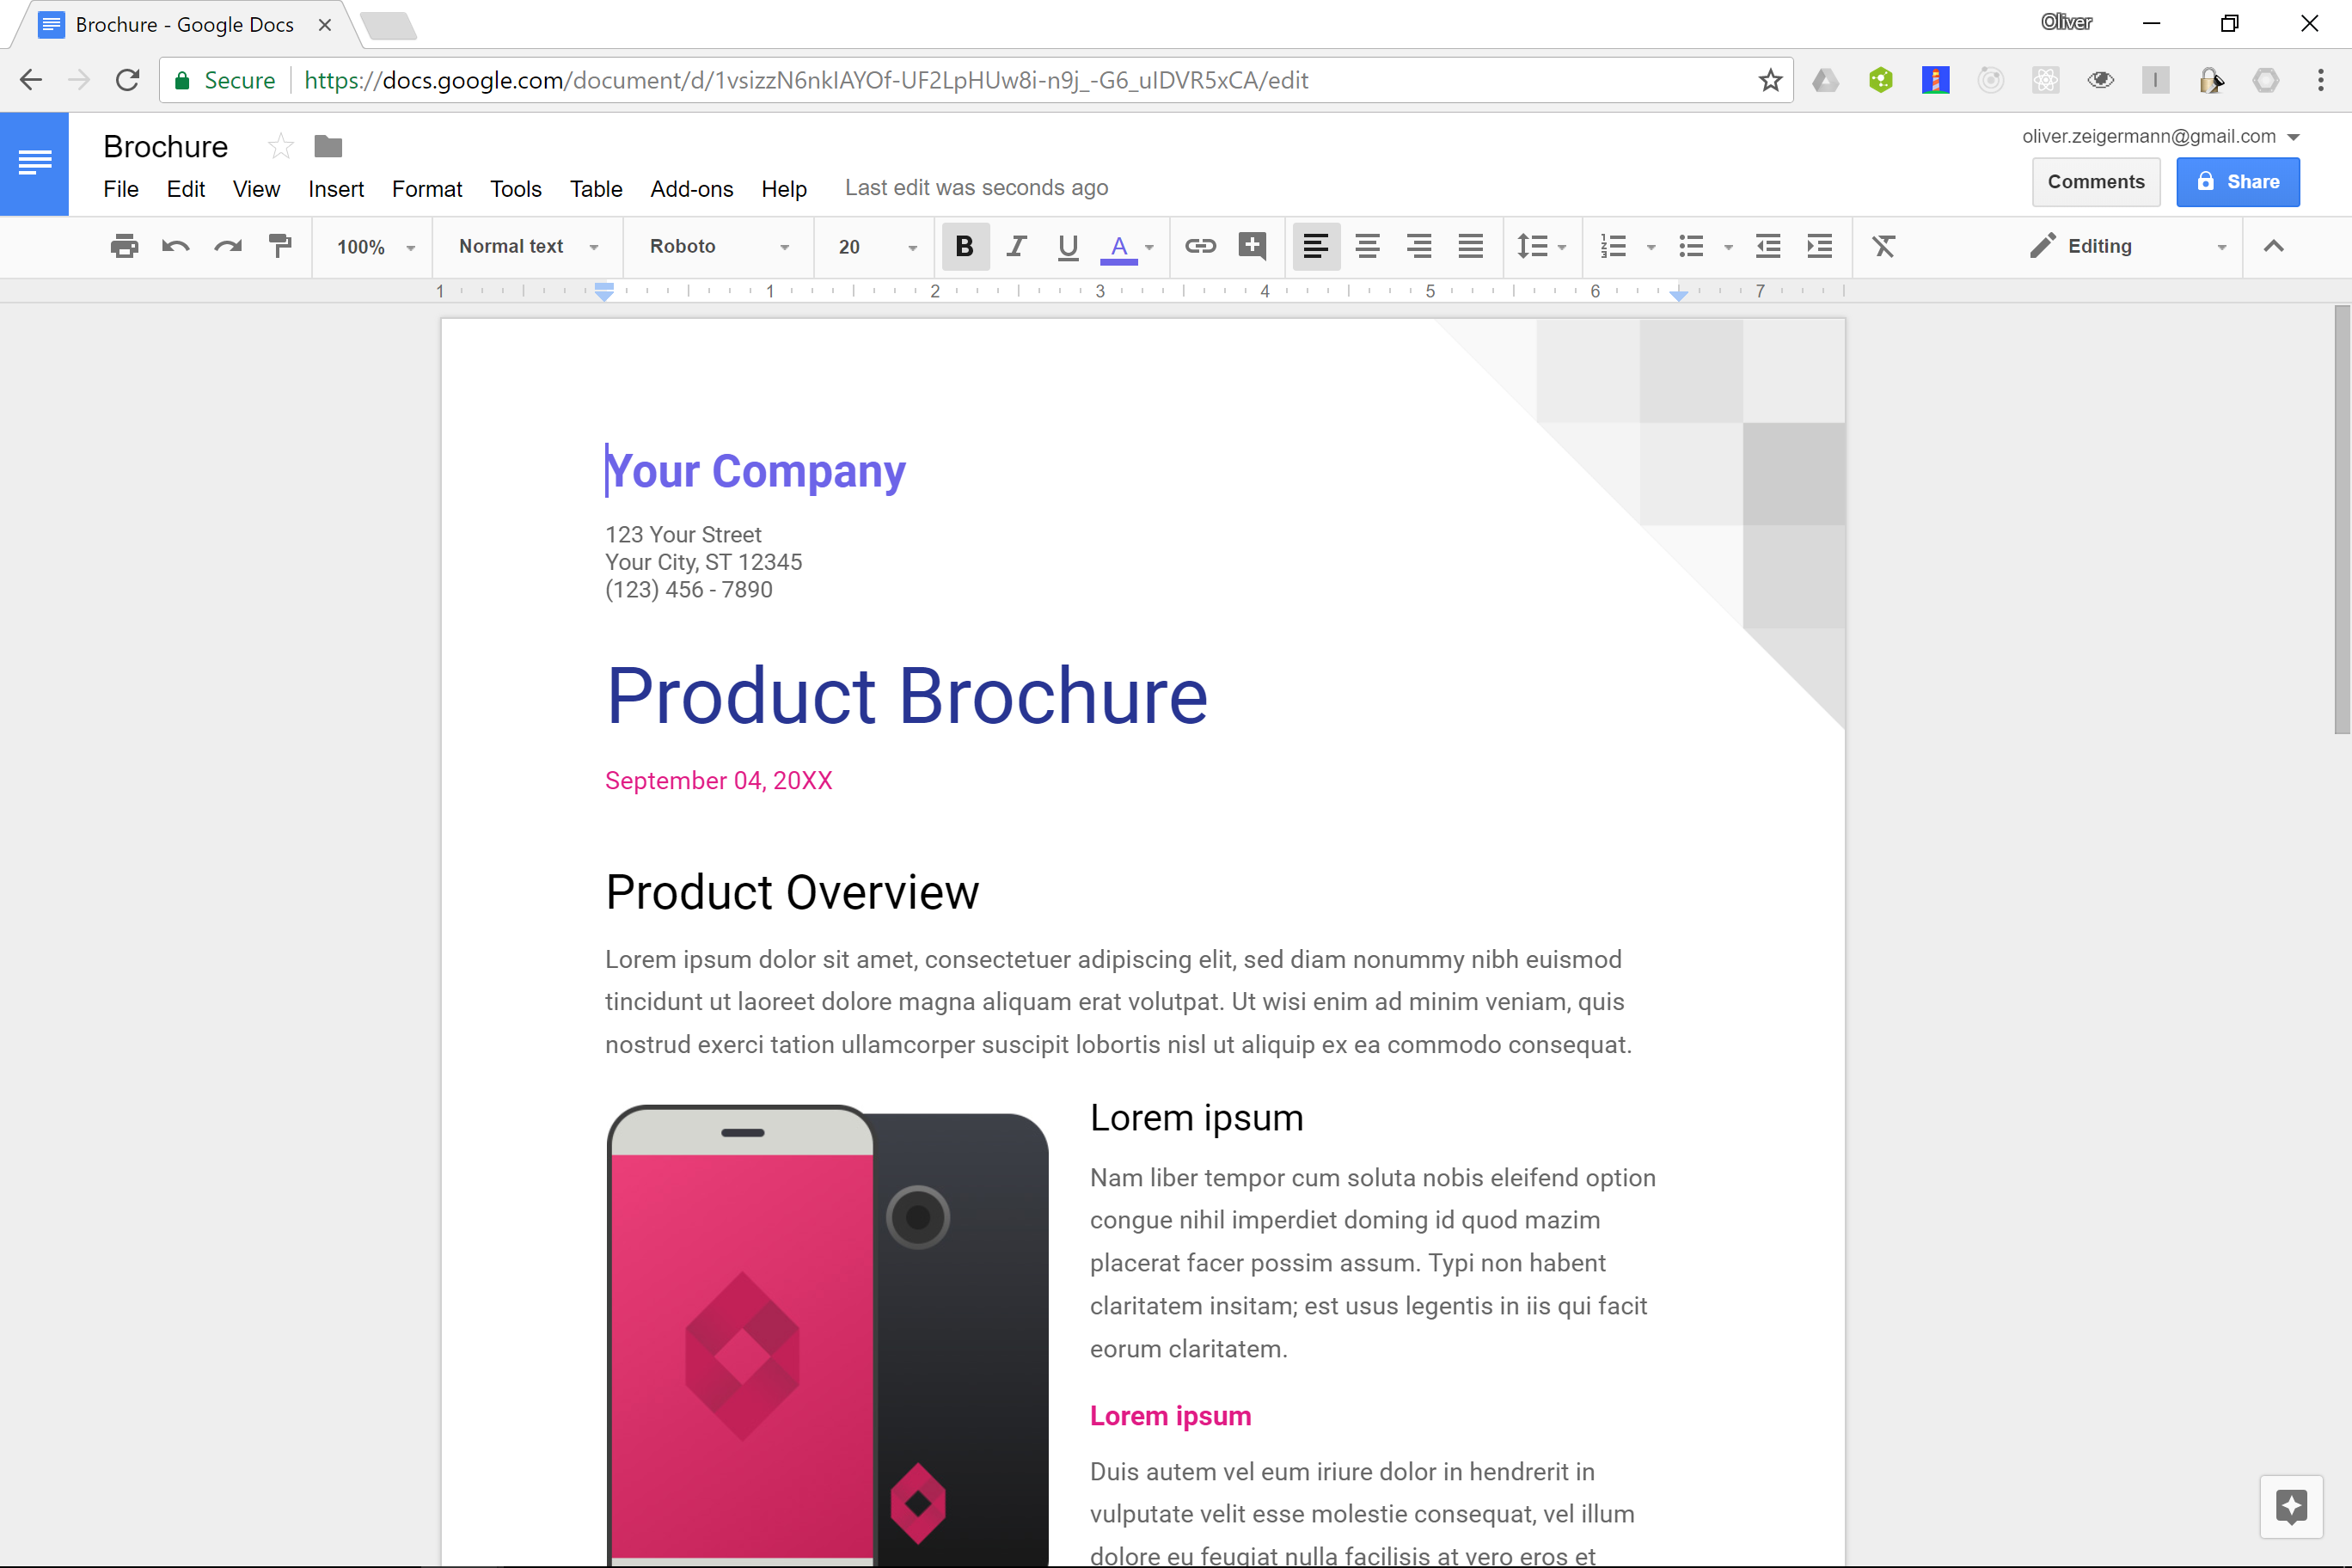 Brochure - Google Docs
Oliver
Secure
https://docs.google.com/document/d/1vsizzN6nkIAYOf-UF2LpHUw8i-n9j_-G6_uIDVR5xCA/edit
Brochure
oliver.zeigermann@gmail.com
File Edit View Insert Format Tools Table Add-ons Help Last edit was seconds ago
Comments Share
100% Normal text Roboto 20 B I U A Editing
1 1 2 3 4 5 6 7
Your Company
123 Your Street
Your City, ST 12345
(123) 456 - 7890
Product Brochure
September 04, 20XX
Product Overview
Lorem ipsum dolor sit amet, consectetuer adipiscing elit, sed diam nonummy nibh euismod
tincidunt ut laoreet dolore magna aliquam erat volutpat. Ut wisi enim ad minim veniam, quis
nostrud exerci tation ullamcorper suscipit lobortis nisl ut aliquip ex ea commodo consequat.
Lorem ipsum
Nam liber tempor cum soluta nobis eleifend option
congue nihil imperdiet doming id quod mazim
placerat facer possim assum. Typi non habent
claritatem insitam; est usus legentis in iis qui facit
eorum claritatem.
Lorem ipsum
Duis autem vel eum iriure dolor in hendrerit in
vulputate velit esse molestie consequat, vel illum
dolore eu feugiat nulla facilisis at vero eros et